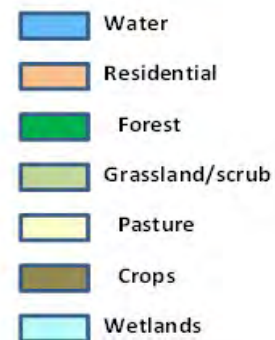 Water
Residential
Forest
Grassland/scrub
Pasture
Crops
Wetlands